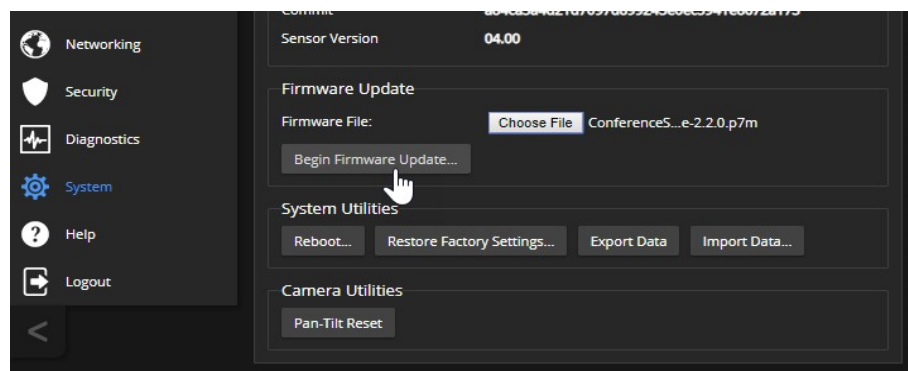 Networking
Security
Diagnostics
System
Help
Logout
<
Commit
Sensor Version 04.00
Firmware Update
Firmware File: Choose File ConferenceS...e-2.2.0.p7m
Begin Firmware Update...
System Utilities
Reboot... Restore Factory Settings... Export Data Import Data...
Camera Utilities
Pan-Tilt Reset